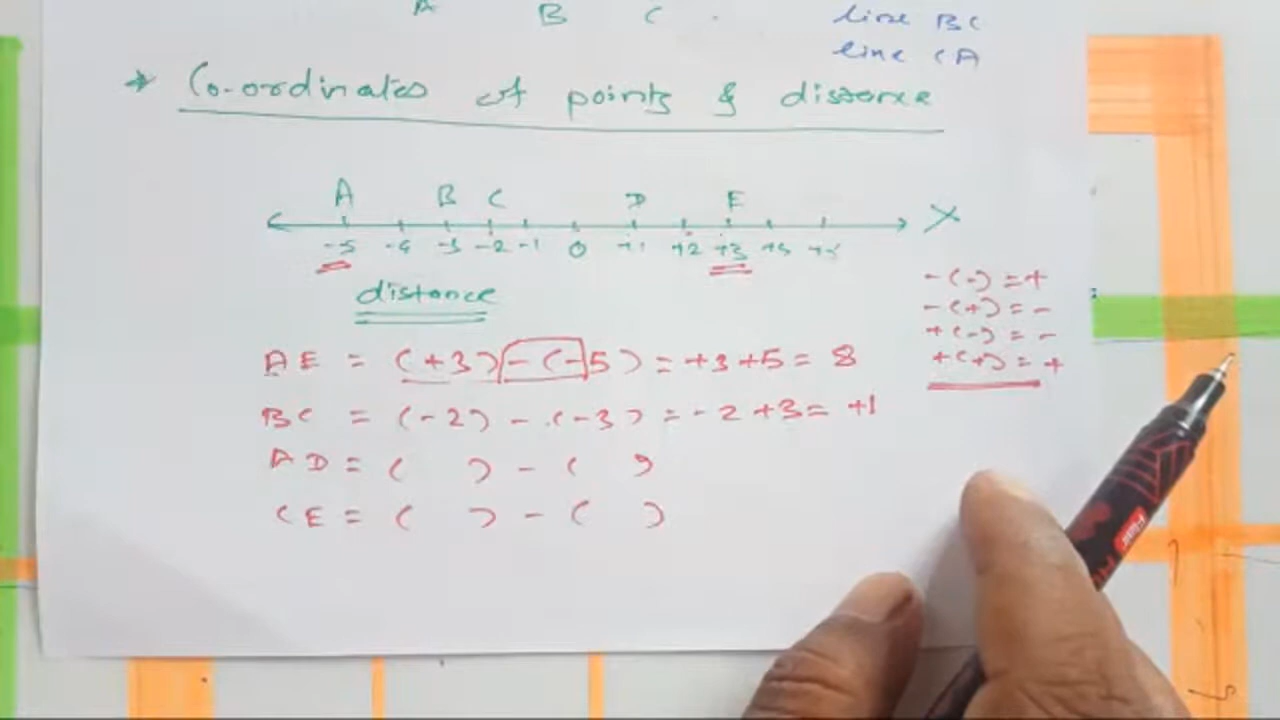 A B C
line BC
line CA
→ Co-ordinates of points & distance
A B C D E
-5 -4 -3 -2 -1 0 +1 +2 +3 +4 +5 X
distance
-(-) = +
-(+) = -
+(-) = -
+(+) = +
AE = (+3) -(-5) = +3+5 = 8
BC = (-2) - (-3) = -2+3 = +1
AD = ( ) - ( )
CE = ( ) - ( )